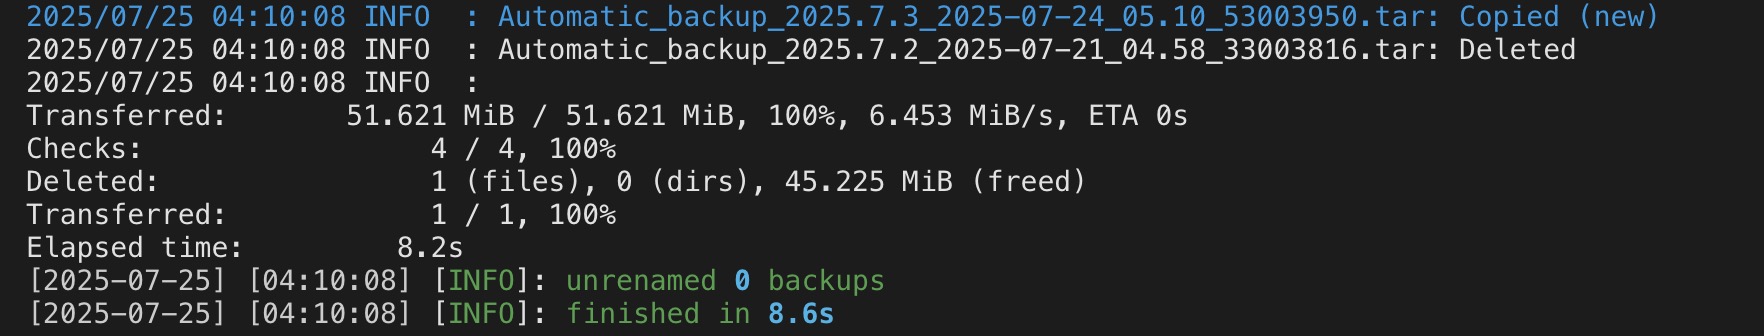 2025/07/25 04:10:08 INFO  : Automatic_backup_2025.7.3_2025-07-24_05.10_53003950.tar: Copied (new)
2025/07/25 04:10:08 INFO  : Automatic_backup_2025.7.2_2025-07-21_04.58_33003816.tar: Deleted
2025/07/25 04:10:08 INFO  :
Transferred:       51.621 MiB / 51.621 MiB, 100%, 6.453 MiB/s, ETA 0s
Checks:                 4 / 4, 100%
Deleted:                1 (files), 0 (dirs), 45.225 MiB (freed)
Transferred:            1 / 1, 100%
Elapsed time:         8.2s
[2025-07-25] [04:10:08] [INFO]: unrenamed 0 backups
[2025-07-25] [04:10:08] [INFO]: finished in 8.6s